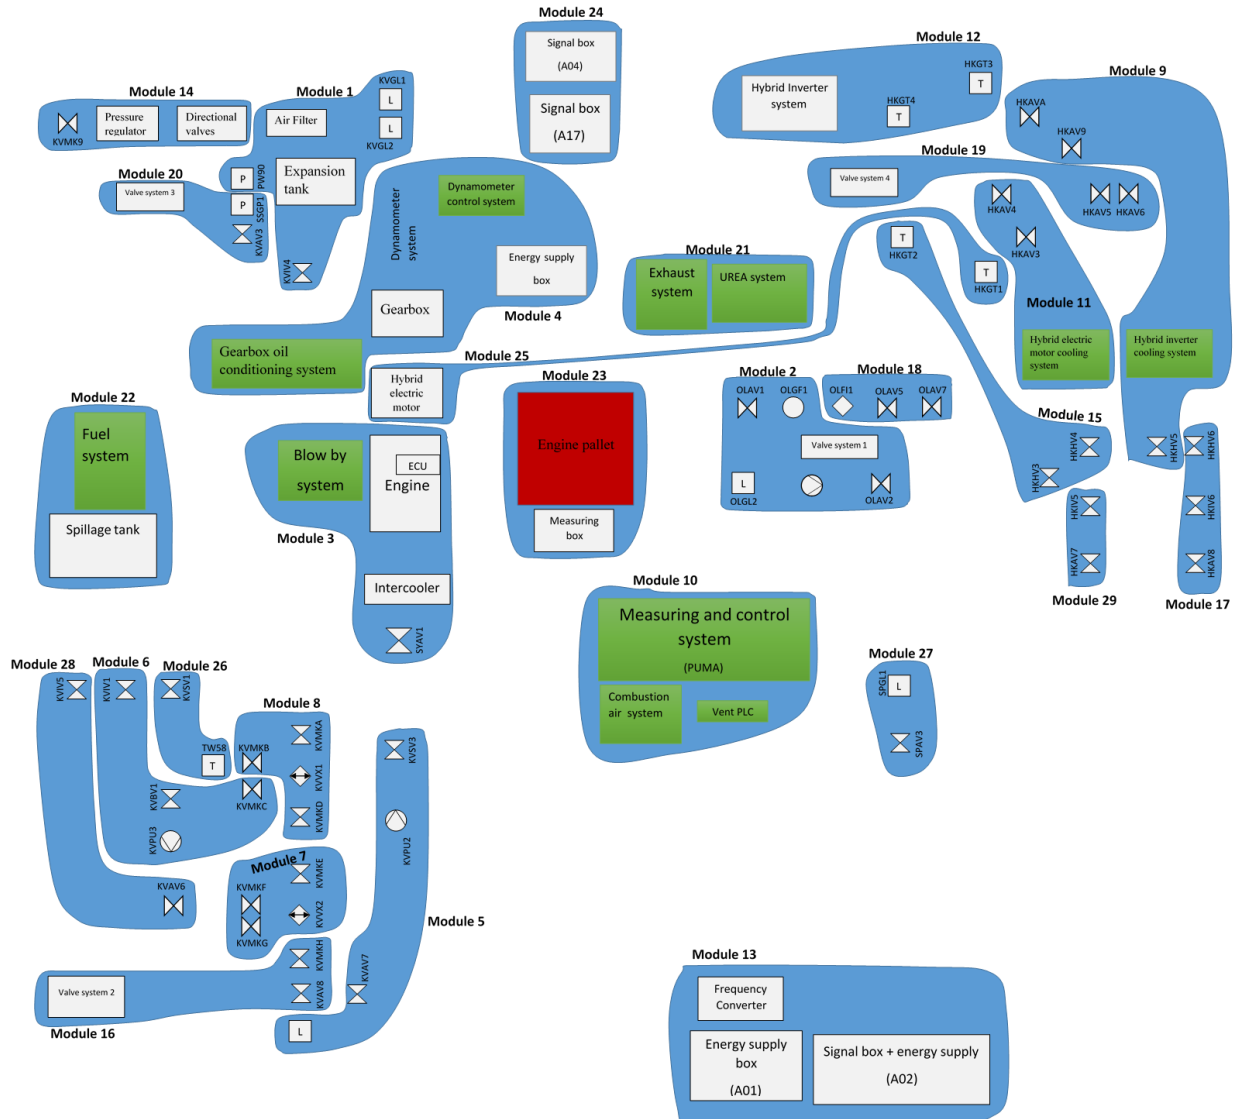 Module 24
Signal box
(A04)
Signal box
(A17)
Module 12
Hybrid Inverter
system
HKGT3
T
HKGT4
T
Module 9
HKAVA
HKAV9
Module 14
KVMK9
Pressure
regulator
Directional
valves
Module 1
KVGL1
L
L
KVGL2
Air Filter
Expansion
tank
P
PW90
KVIV4
Module 20
Valve system 3
P
SSGP1
KVAV3
Module 19
Valve system 4
HKAV5
HKAV6
HKAV4
HKAV3
Module 11
Hybrid electric
motor cooling
system
Hybrid inverter
cooling system
Dynamometer
system
Dynamometer
control system
Energy supply
box
Module 4
Gearbox
Gearbox oil
conditioning system
Module 21
Exhaust
system
UREA system
T
HKGT2
T
HKGT1
Module 25
Hybrid
electric
motor
Module 23
Engine pallet
Measuring
box
Module 2
OLAV1
OLGF1
Valve system 1
L
OLGL2
OLAV2
Module 18
OLFI1
OLAV5
OLAV7
Module 15
HKHV4
HKHV3
HKHV5
HKHV6
HKIV5
HKAV7
Module 29
HKIV6
HKAV8
Module 17
Module 22
Fuel
system
Spillage tank
Blow by
system
ECU
Engine
Module 3
Intercooler
SYAV1
Module 10
Measuring and control
system
(PUMA)
Combustion
air system
Vent PLC
Module 27
SPGL1
L
SPAV3
Module 28
KVIV5
KVAV6
Module 6
KVIV1
KVBV1
KVPU3
KVMKC
Module 26
KVSV1
TW58
T
Module 8
KVMKB
KVMKA
KVVX1
KVMKD
Module 7
KVMKE
KVMKF
KVVX2
KVMKG
KVSV3
KVPU2
Module 5
KVAV7
L
KVMKH
KVAV8
Valve system 2
Module 16
Module 13
Frequency
Converter
Energy supply
box
(A01)
Signal box + energy supply
(A02)